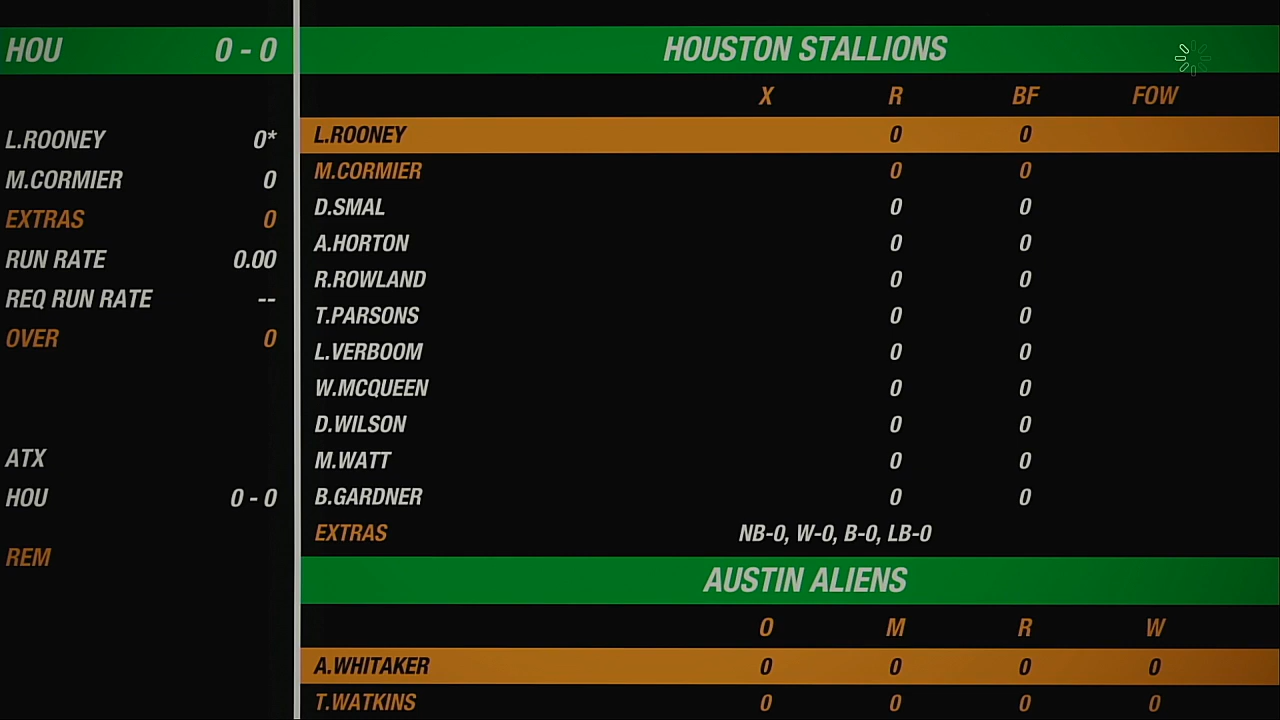 HOU 0 - 0
L.ROONEY 0*
M.CORMIER 0
EXTRAS 0
RUN RATE 0.00
REQ RUN RATE --
OVER 0
ATX
HOU 0 - 0
REM
HOUSTON STALLIONS
X R BF FOW
L.ROONEY 0 0
M.CORMIER 0 0
D.SMAL 0 0
A.HORTON 0 0
R.ROWLAND 0 0
T.PARSONS 0 0
L.VERBOOM 0 0
W.MCQUEEN 0 0
D.WILSON 0 0
M.WATT 0 0
B.GARDNER 0 0
EXTRAS NB-0, W-0, B-0, LB-0
AUSTIN ALIENS
O M R W
A.WHITAKER 0 0 0 0
T.WATKINS 0 0 0 0